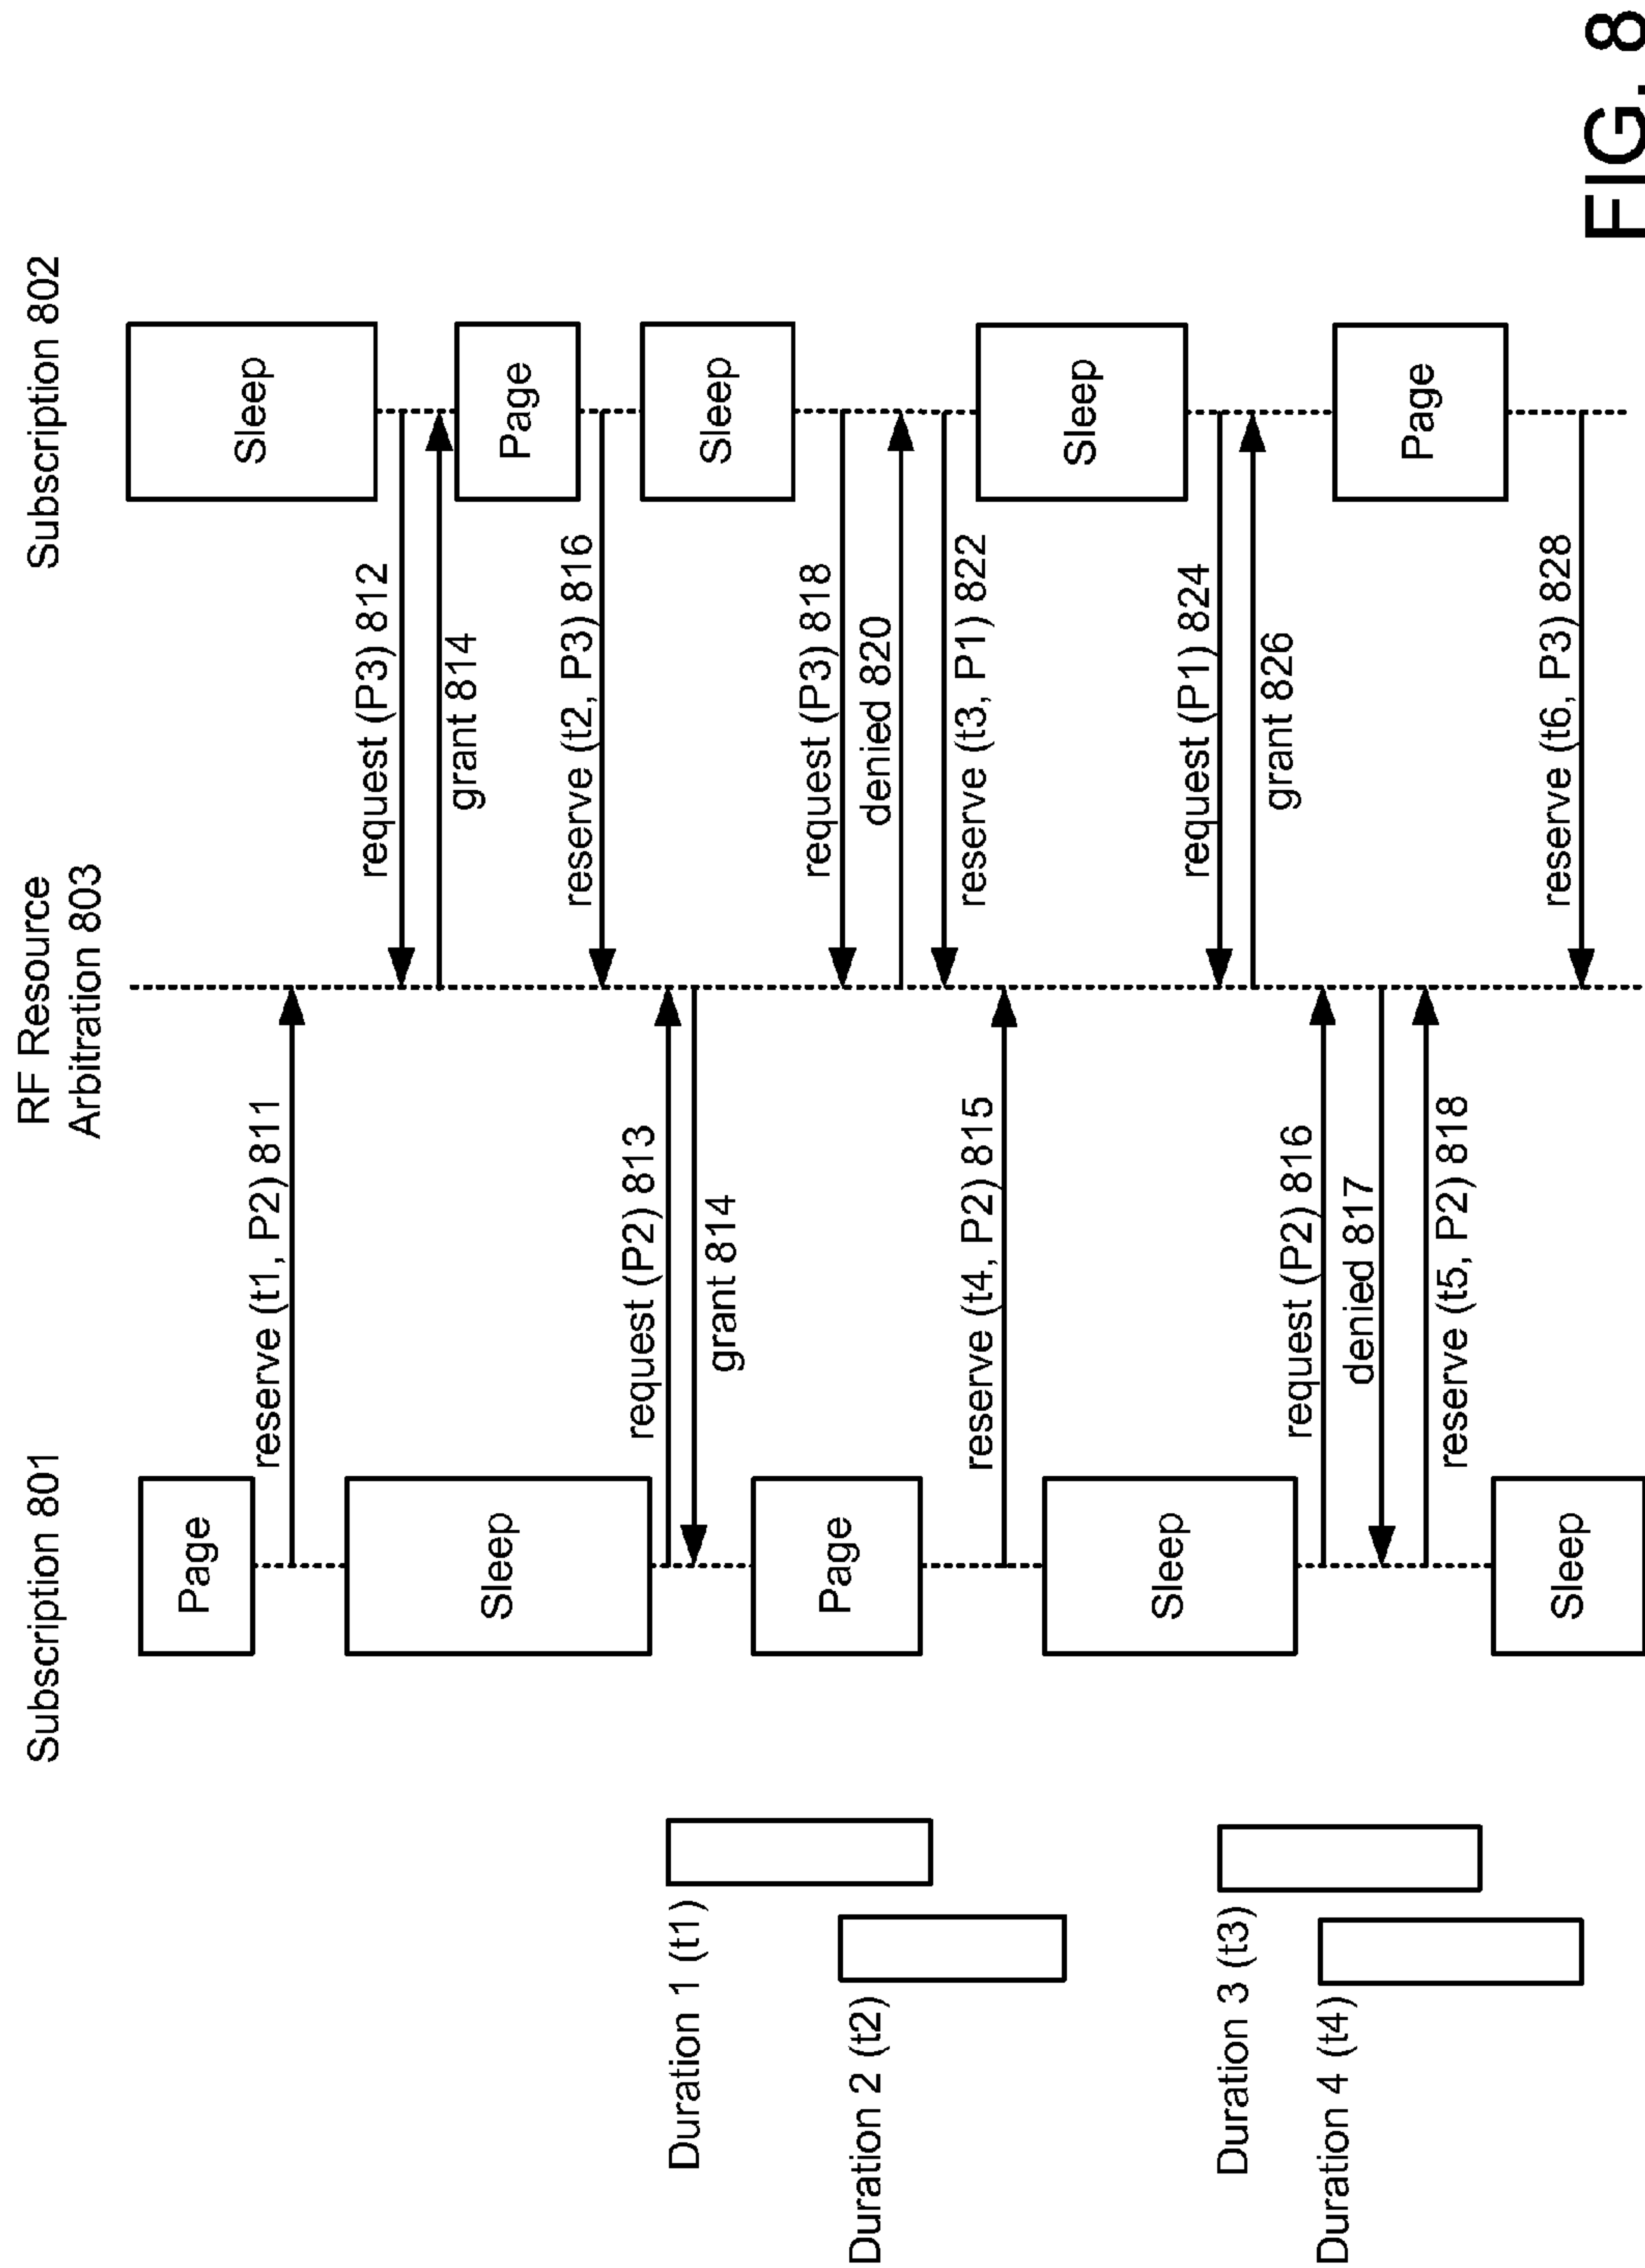 Subscription 801
RF Resource
Arbitration 803
Subscription 802
Page
Sleep
reserve (t1, P2) 811
request (P3) 812
grant 814
Sleep
Page
reserve (t2, P3) 816
Duration 1 (t1)
request (P2) 813
grant 814
Sleep
Page
Duration 2 (t2)
request (P3) 818
denied 820
reserve (t3, P1) 822
reserve (t4, P2) 815
Sleep
Sleep
Duration 3 (t3)
request (P1) 824
grant 826
Duration 4 (t4)
request (P2) 816
denied 817
Page
reserve (t5, P2) 818
Sleep
reserve (t6, P3) 828
FIG. 8